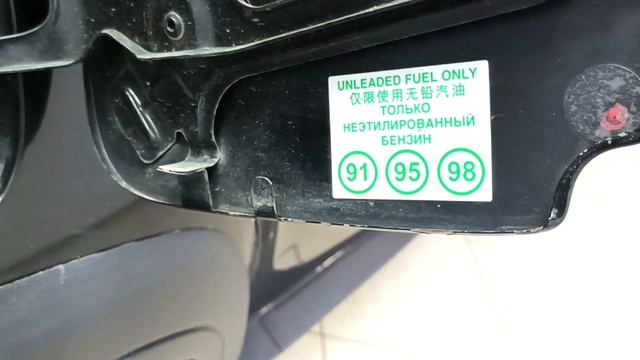 UNLEADED FUEL ONLY
仅限使用无铅汽油
ТОЛЬКО
НЕЭТИЛИРОВАННЫЙ
БЕНЗИН
91 95 98